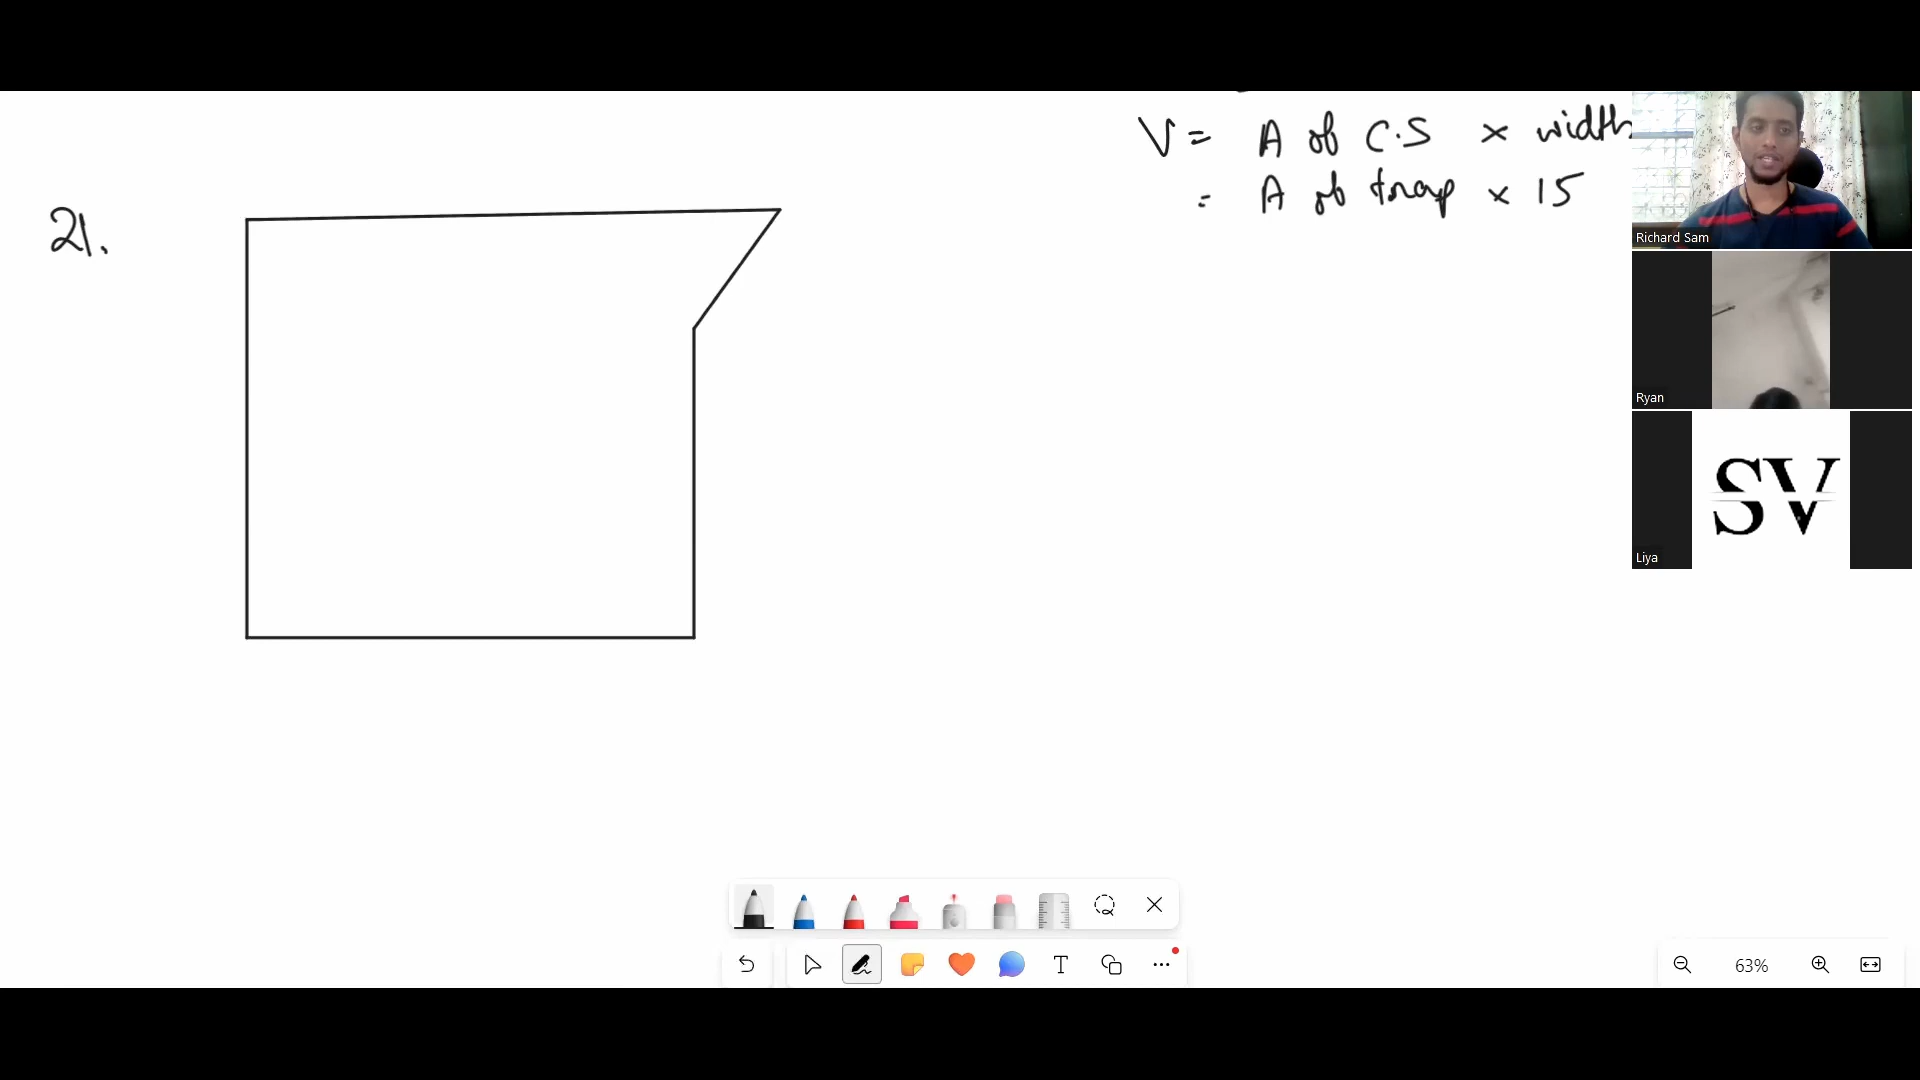 V = A of C.S × width
= A of trap × 15
21.
Richard Sam
Ryan
SV
Liya
T
63%